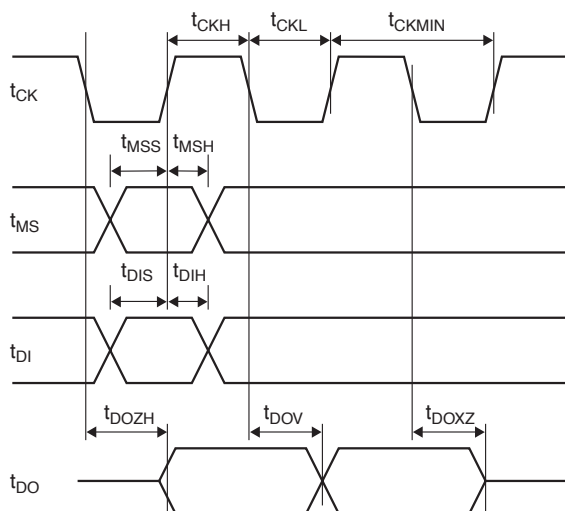 tCKH tCKL tCKMIN
tCK
tMSS tMSH
tMS
tDIS tDIH
tDI
tDOZH tDOV tDOXZ
tDO